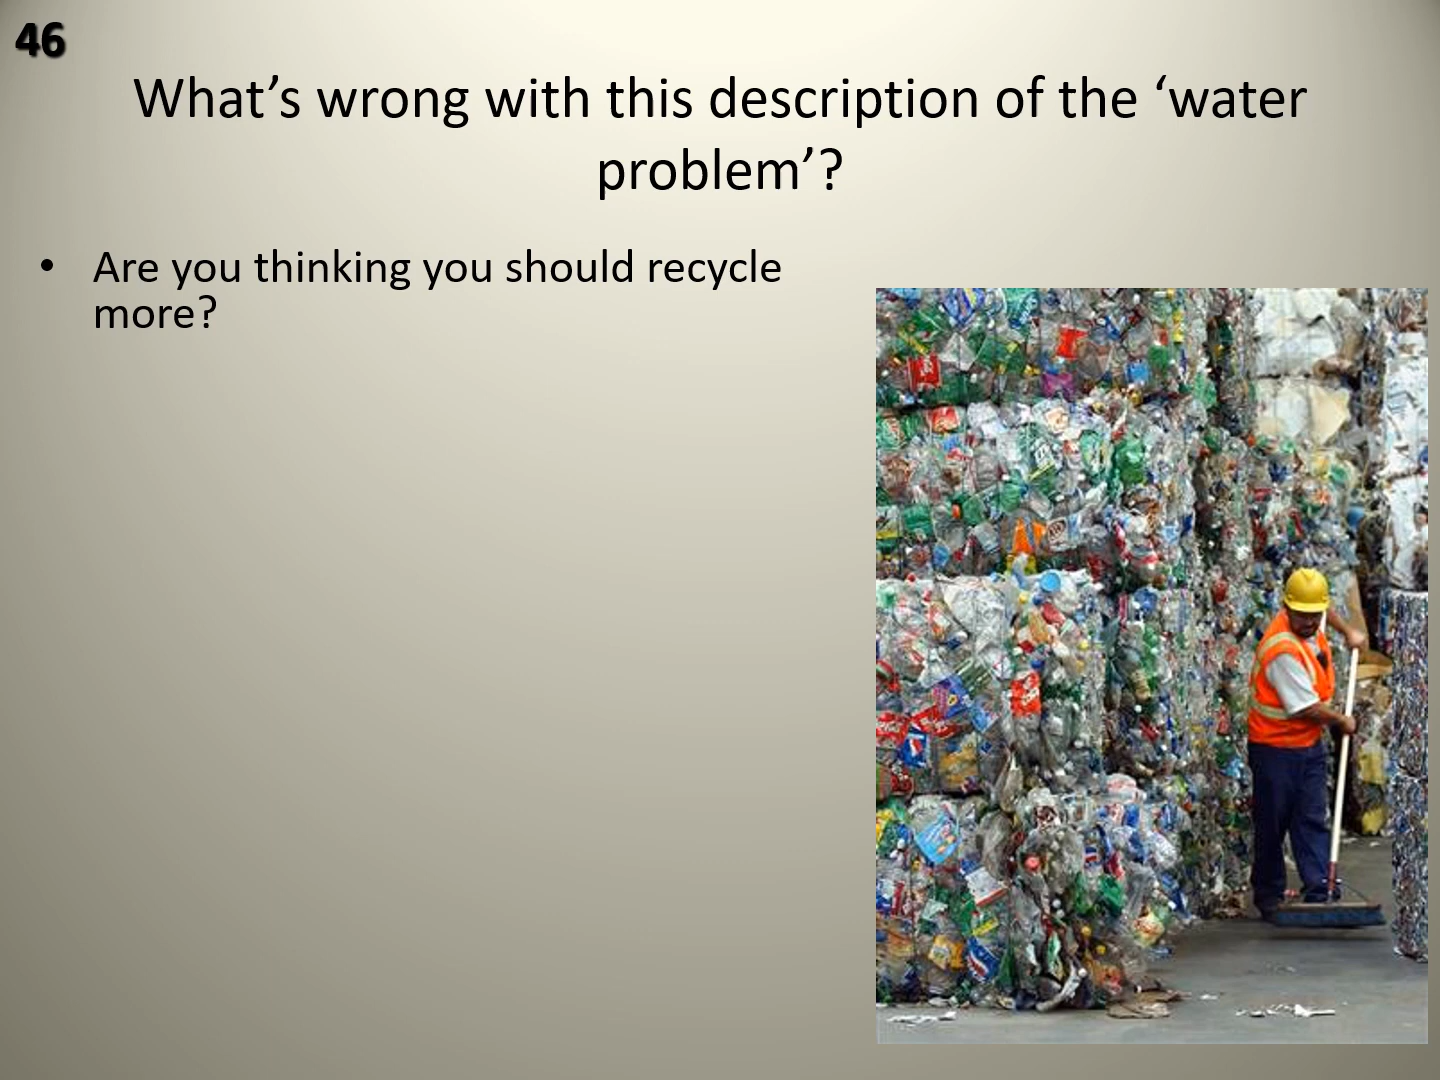 46
What’s wrong with this description of the ‘water
problem’?
• Are you thinking you should recycle
more?